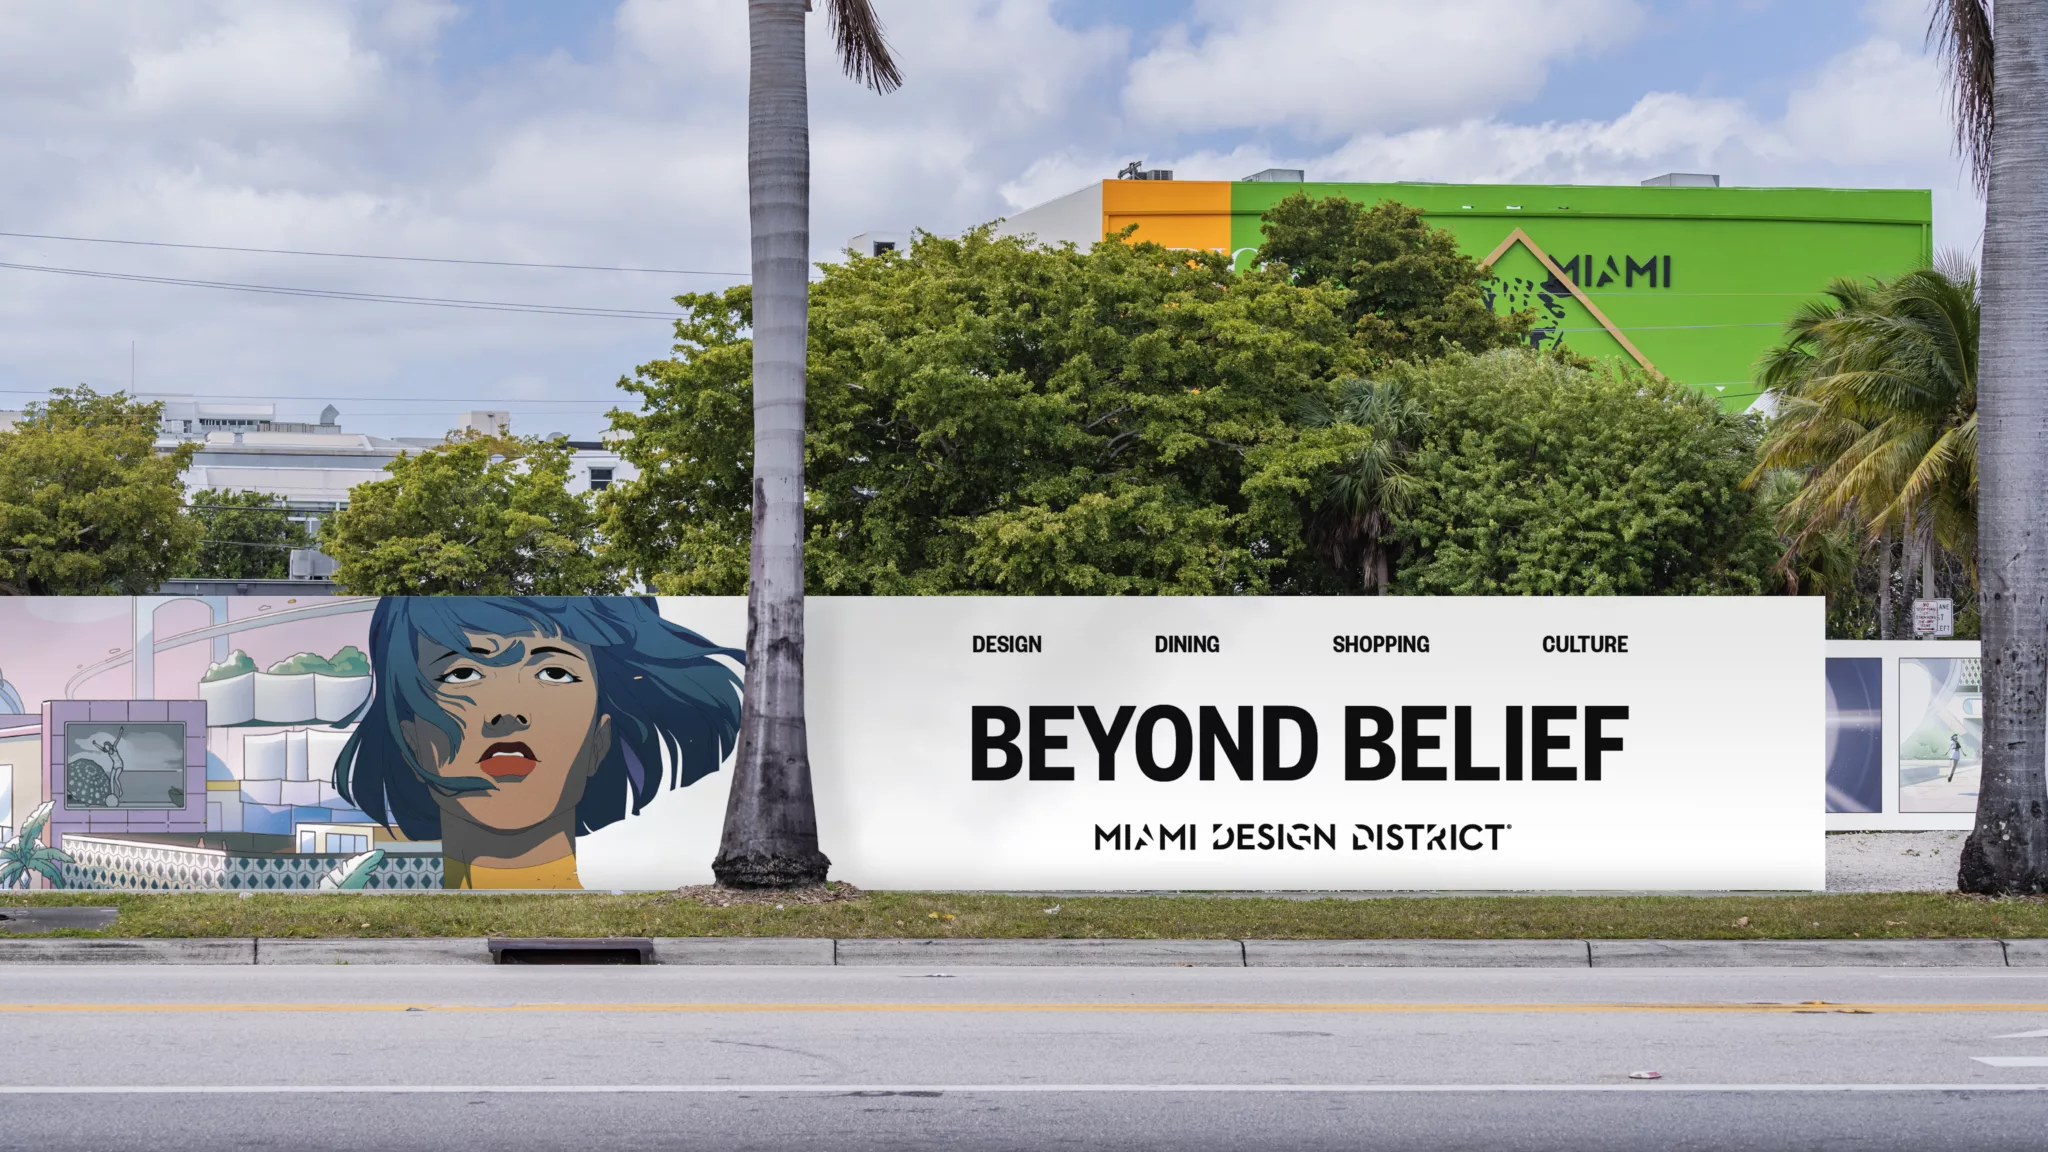 MIAMI
DESIGN DINING SHOPPING CULTURE
BEYOND BELIEF
MIAMI DESIGN DISTRICT